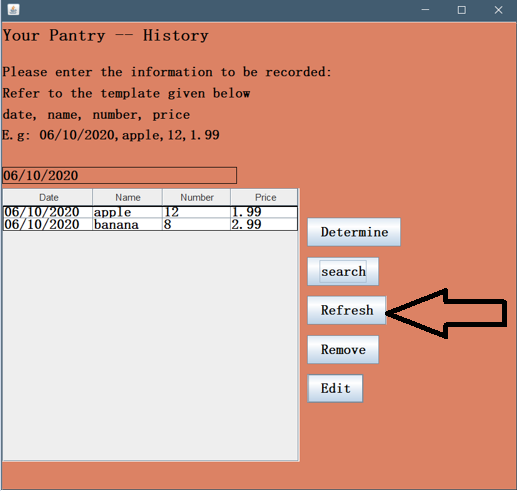 Your Pantry -- History
Please enter the information to be recorded:
Refer to the template given below
date, name, number, price
E.g: 06/10/2020,apple,12,1.99
06/10/2020
Date Name Number Price
06/10/2020 apple 12 1.99
06/10/2020 banana 8 2.99
Determine
search
Refresh
Remove
Edit